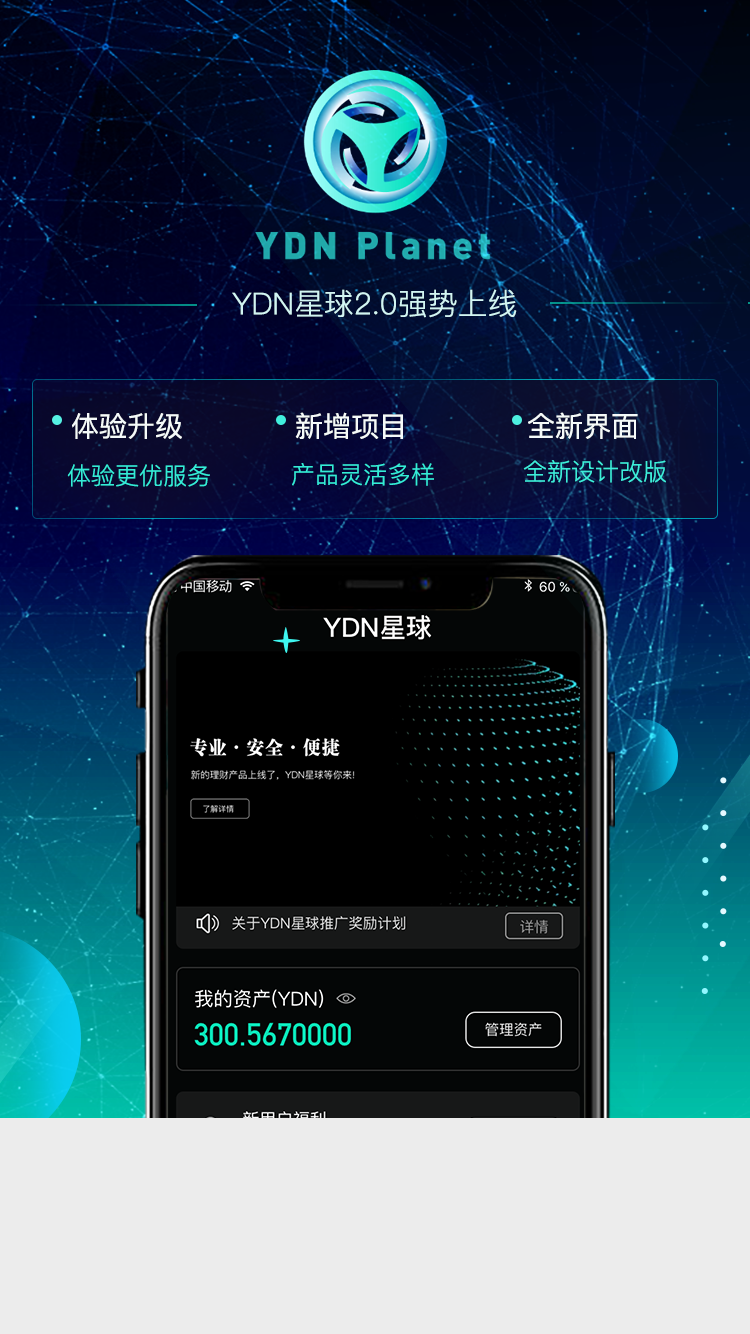 YDN Planet
YDN星球2.0强势上线
体验升级
新增项目
全新界面
体验更优服务
产品灵活多样
全新设计改版
中国移动
60 %
YDN星球
专业·安全·便捷
新的理财产品上线了，YDN星球等你来!
了解详情
关于YDN星球推广奖励计划
详情
我的资产(YDN)
300.5670000
管理资产
新用户福利